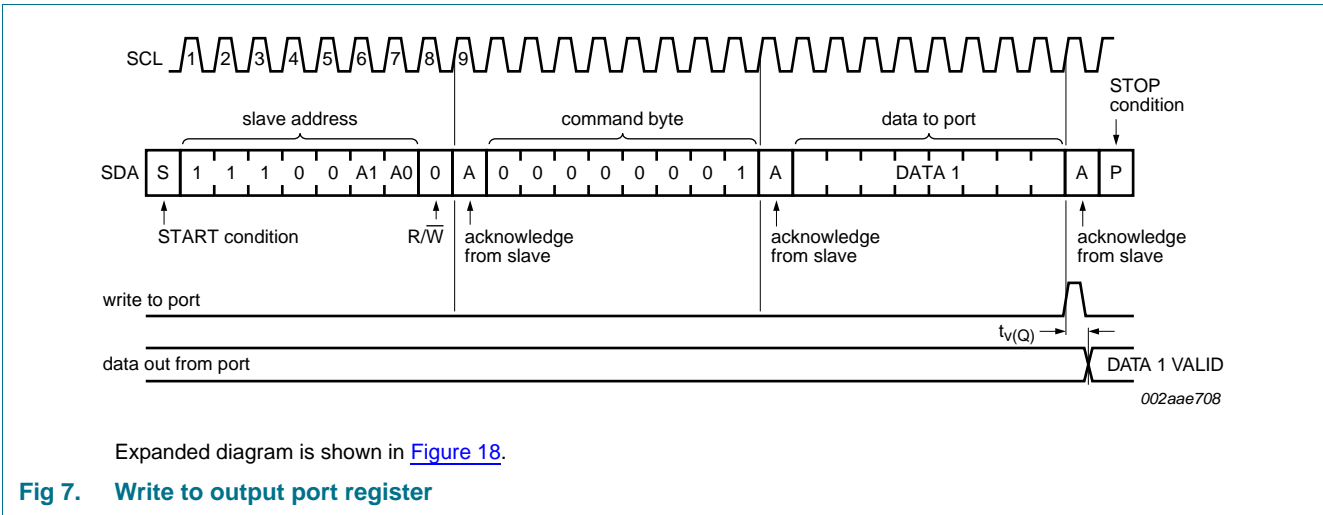 SCL 1 2 3 4 5 6 7 8 9
STOP
condition
slave address command byte data to port
SDA S 1 1 1 0 0 A1 A0 0 A 0 0 0 0 0 0 0 1 A DATA 1 A P
START condition R/W̅ acknowledge
from slave acknowledge
from slave acknowledge
from slave
write to port
tv(Q)
data out from port DATA 1 VALID
002aae708
Expanded diagram is shown in Figure 18.
Fig 7. Write to output port register